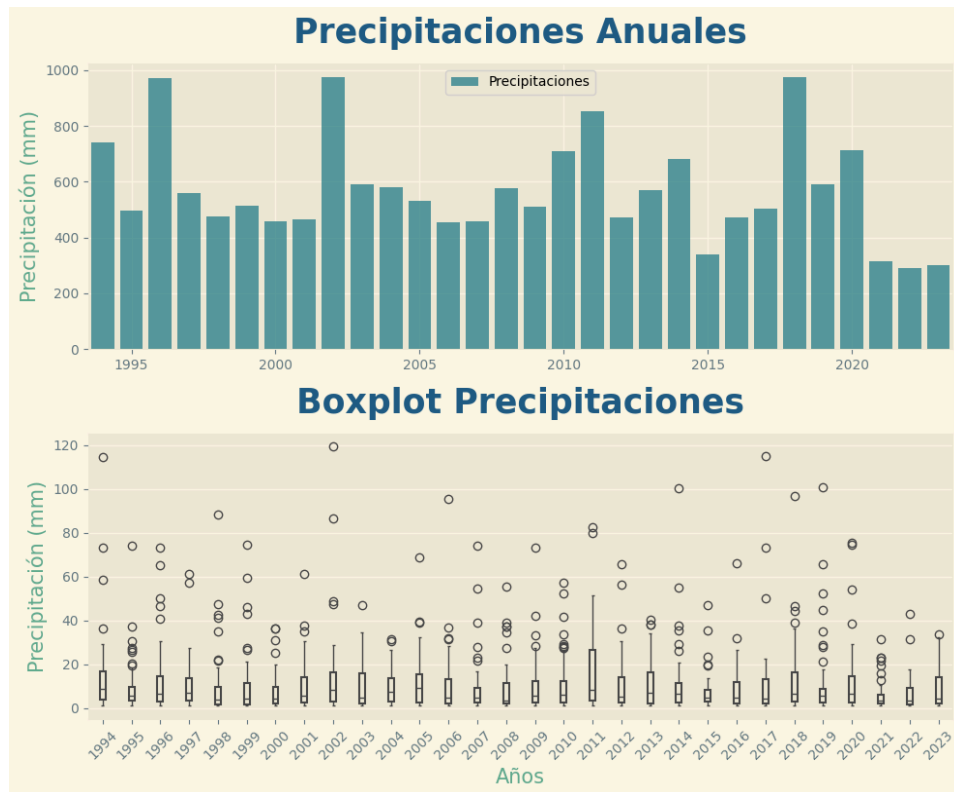 Precipitaciones Anuales
Precipitaciones
Precipitación (mm)
1000
800
600
400
200
0
1995 2000 2005 2010 2015 2020
Boxplot Precipitaciones
Precipitación (mm)
120
100
80
60
40
20
0
1994 1995 1996 1997 1998 1999 2000 2001 2002 2003 2004 2005 2006 2007 2008 2009 2010 2011 2012 2013 2014 2015 2016 2017 2018 2019 2020 2021 2022 2023
Años